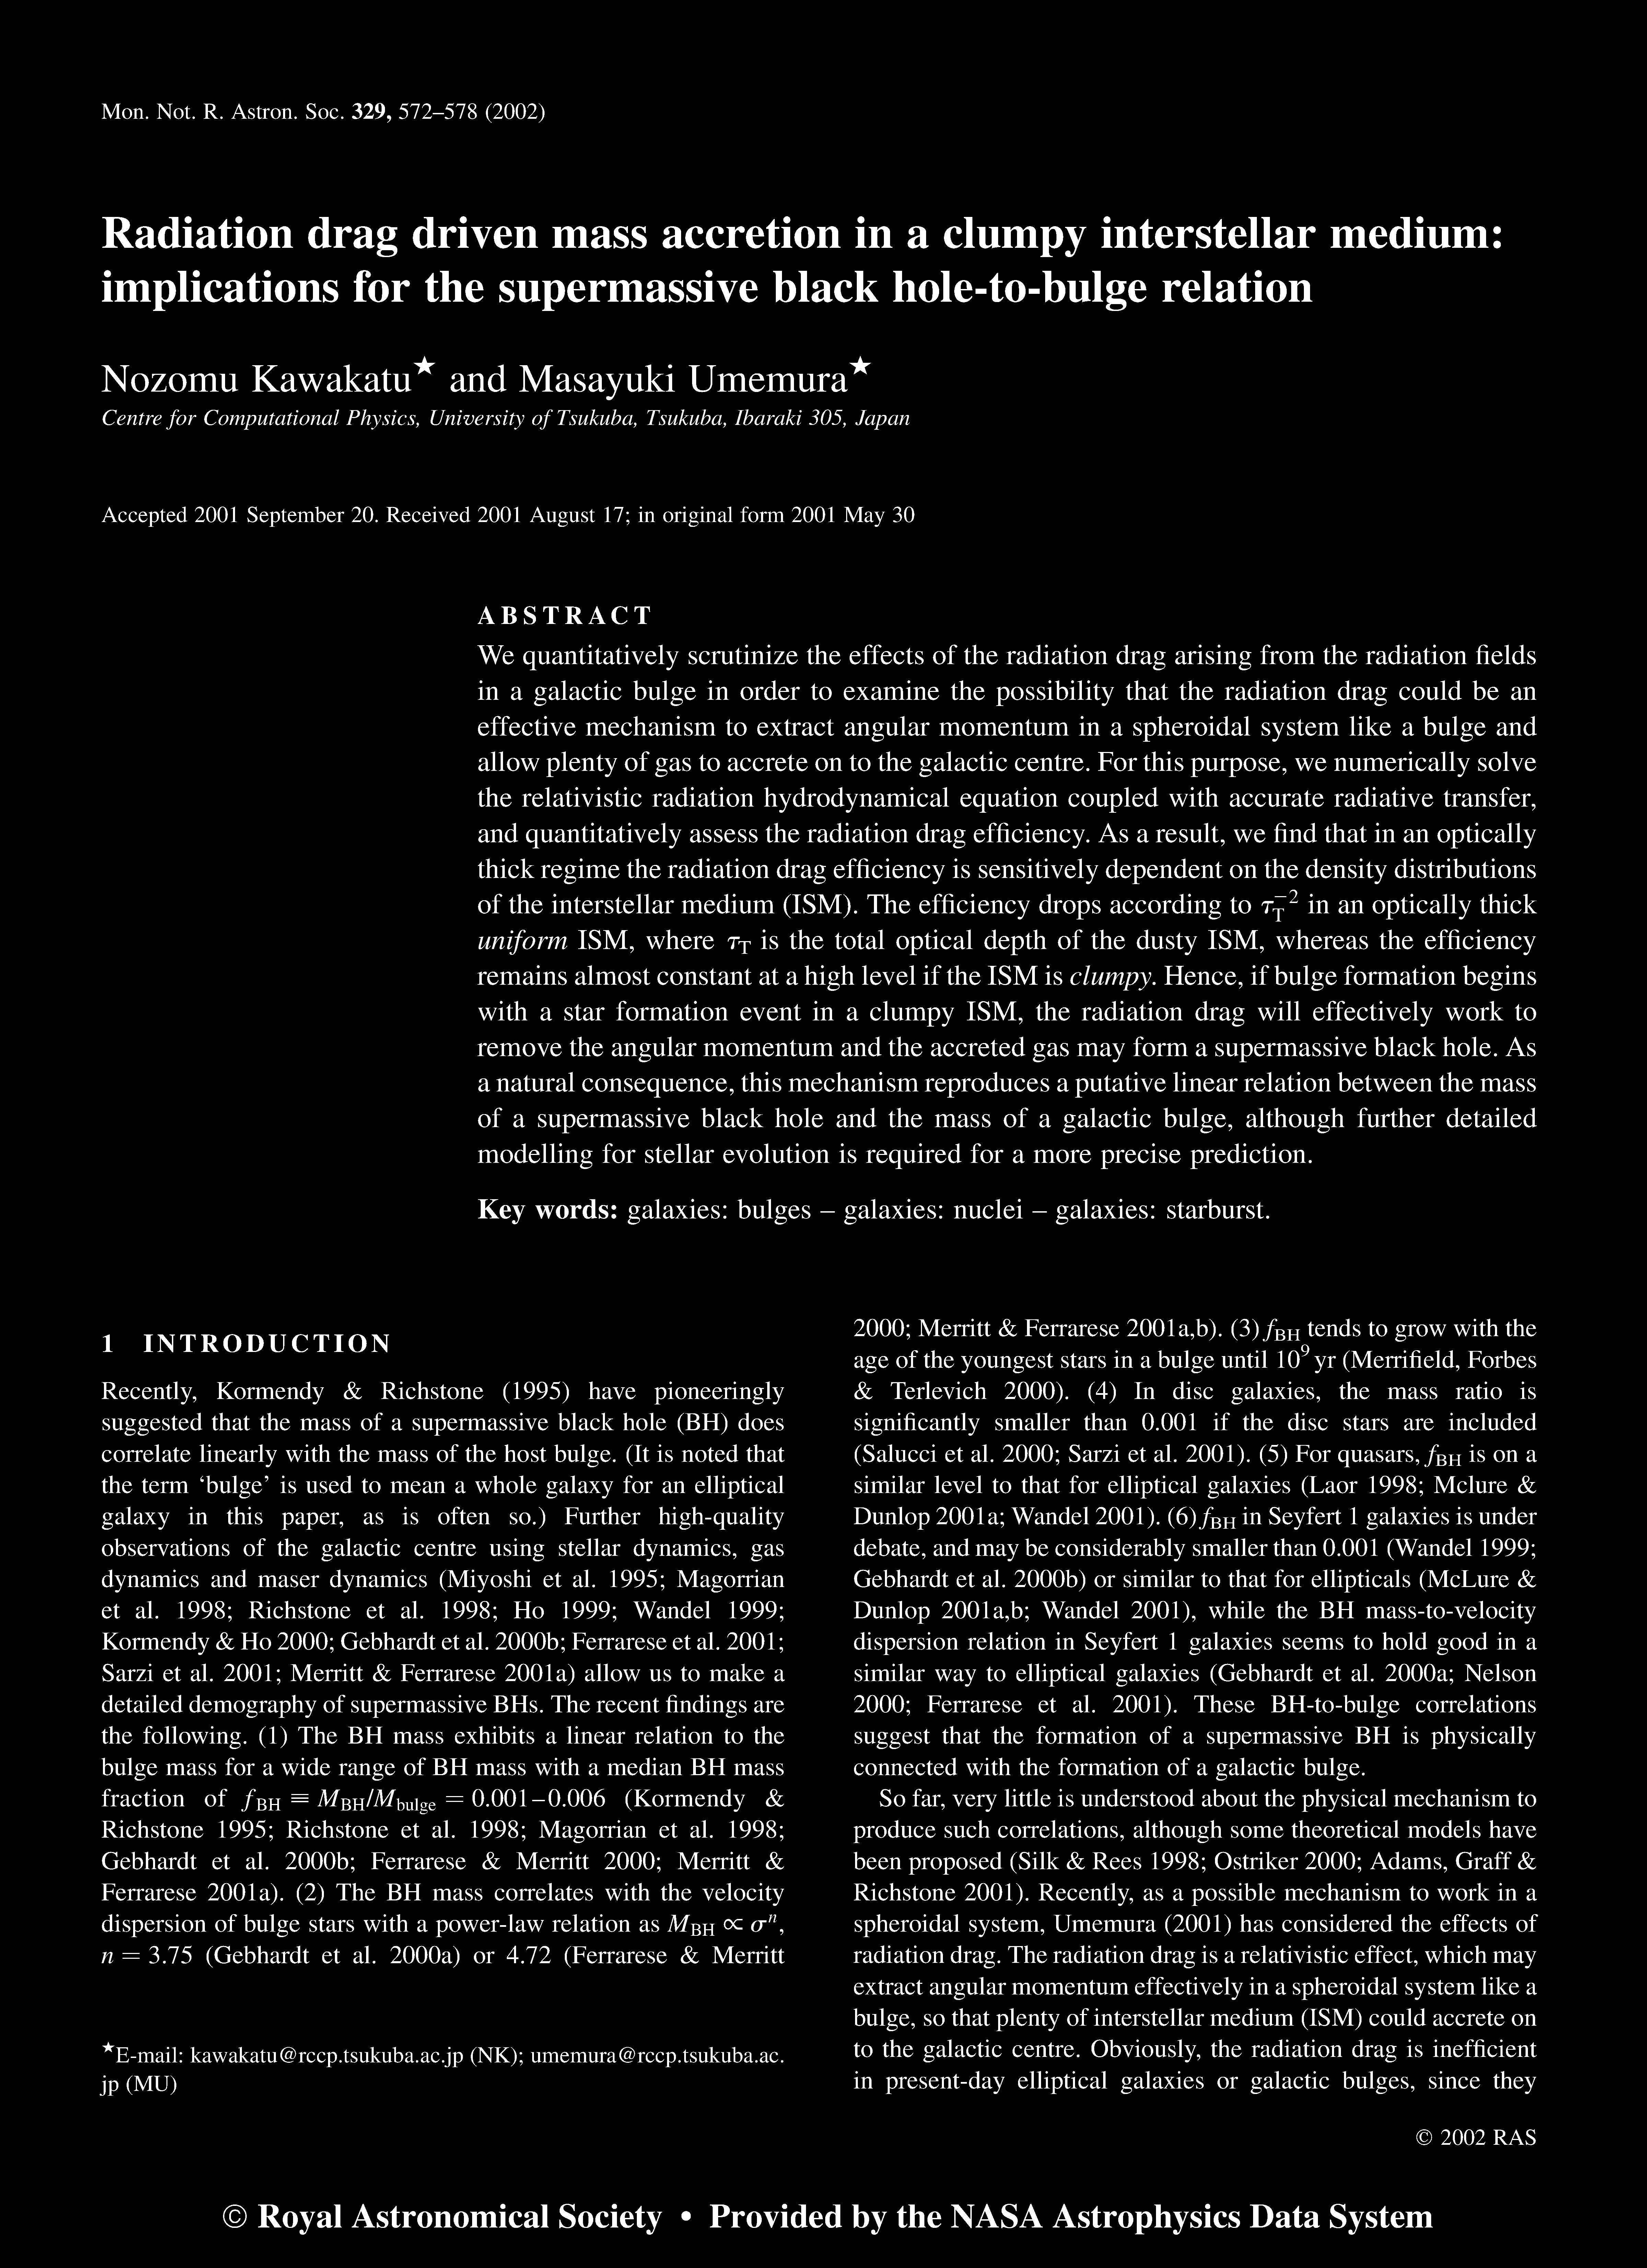 Mon. Not. R. Astron. Soc. 329, 572–578 (2002)
Radiation drag driven mass accretion in a clumpy interstellar medium:
implications for the supermassive black hole-to-bulge relation
Nozomu Kawakatu★ and Masayuki Umemura★
Centre for Computational Physics, University of Tsukuba, Tsukuba, Ibaraki 305, Japan
Accepted 2001 September 20. Received 2001 August 17; in original form 2001 May 30
ABSTRACT
We quantitatively scrutinize the effects of the radiation drag arising from the radiation fields
in a galactic bulge in order to examine the possibility that the radiation drag could be an
effective mechanism to extract angular momentum in a spheroidal system like a bulge and
allow plenty of gas to accrete on to the galactic centre. For this purpose, we numerically solve
the relativistic radiation hydrodynamical equation coupled with accurate radiative transfer,
and quantitatively assess the radiation drag efficiency. As a result, we find that in an optically
thick regime the radiation drag efficiency is sensitively dependent on the density distributions
of the interstellar medium (ISM). The efficiency drops according to τ_T^{−2} in an optically thick
uniform ISM, where τ_T is the total optical depth of the dusty ISM, whereas the efficiency
remains almost constant at a high level if the ISM is clumpy. Hence, if bulge formation begins
with a star formation event in a clumpy ISM, the radiation drag will effectively work to
remove the angular momentum and the accreted gas may form a supermassive black hole. As
a natural consequence, this mechanism reproduces a putative linear relation between the mass
of a supermassive black hole and the mass of a galactic bulge, although further detailed
modelling for stellar evolution is required for a more precise prediction.
Key words: galaxies: bulges – galaxies: nuclei – galaxies: starburst.
1 INTRODUCTION
Recently, Kormendy & Richstone (1995) have pioneeringly
suggested that the mass of a supermassive black hole (BH) does
correlate linearly with the mass of the host bulge. (It is noted that
the term ‘bulge’ is used to mean a whole galaxy for an elliptical
galaxy in this paper, as is often so.) Further high-quality
observations of the galactic centre using stellar dynamics, gas
dynamics and maser dynamics (Miyoshi et al. 1995; Magorrian
et al. 1998; Richstone et al. 1998; Ho 1999; Wandel 1999;
Kormendy & Ho 2000; Gebhardt et al. 2000b; Ferrarese et al. 2001;
Sarzi et al. 2001; Merritt & Ferrarese 2001a) allow us to make a
detailed demography of supermassive BHs. The recent findings are
the following. (1) The BH mass exhibits a linear relation to the
bulge mass for a wide range of BH mass with a median BH mass
fraction of f_BH ≡ M_BH/M_bulge = 0.001–0.006 (Kormendy &
Richstone 1995; Richstone et al. 1998; Magorrian et al. 1998;
Gebhardt et al. 2000b; Ferrarese & Merritt 2000; Merritt &
Ferrarese 2001a). (2) The BH mass correlates with the velocity
dispersion of bulge stars with a power-law relation as M_BH ∝ σ^n,
n = 3.75 (Gebhardt et al. 2000a) or 4.72 (Ferrarese & Merritt
★E-mail: kawakatu@rccp.tsukuba.ac.jp (NK); umemura@rccp.tsukuba.ac.
jp (MU)
2000; Merritt & Ferrarese 2001a,b). (3) f_BH tends to grow with the
age of the youngest stars in a bulge until 10^9 yr (Merrifield, Forbes
& Terlevich 2000). (4) In disc galaxies, the mass ratio is
significantly smaller than 0.001 if the disc stars are included
(Salucci et al. 2000; Sarzi et al. 2001). (5) For quasars, f_BH is on a
similar level to that for elliptical galaxies (Laor 1998; Mclure &
Dunlop 2001a; Wandel 2001). (6) f_BH in Seyfert 1 galaxies is under
debate, and may be considerably smaller than 0.001 (Wandel 1999;
Gebhardt et al. 2000b) or similar to that for ellipticals (McLure &
Dunlop 2001a,b; Wandel 2001), while the BH mass-to-velocity
dispersion relation in Seyfert 1 galaxies seems to hold good in a
similar way to elliptical galaxies (Gebhardt et al. 2000a; Nelson
2000; Ferrarese et al. 2001). These BH-to-bulge correlations
suggest that the formation of a supermassive BH is physically
connected with the formation of a galactic bulge.
So far, very little is understood about the physical mechanism to
produce such correlations, although some theoretical models have
been proposed (Silk & Rees 1998; Ostriker 2000; Adams, Graff &
Richstone 2001). Recently, as a possible mechanism to work in a
spheroidal system, Umemura (2001) has considered the effects of
radiation drag. The radiation drag is a relativistic effect, which may
extract angular momentum effectively in a spheroidal system like a
bulge, so that plenty of interstellar medium (ISM) could accrete on
to the galactic centre. Obviously, the radiation drag is inefficient
in present-day elliptical galaxies or galactic bulges, since they
© 2002 RAS
© Royal Astronomical Society • Provided by the NASA Astrophysics Data System